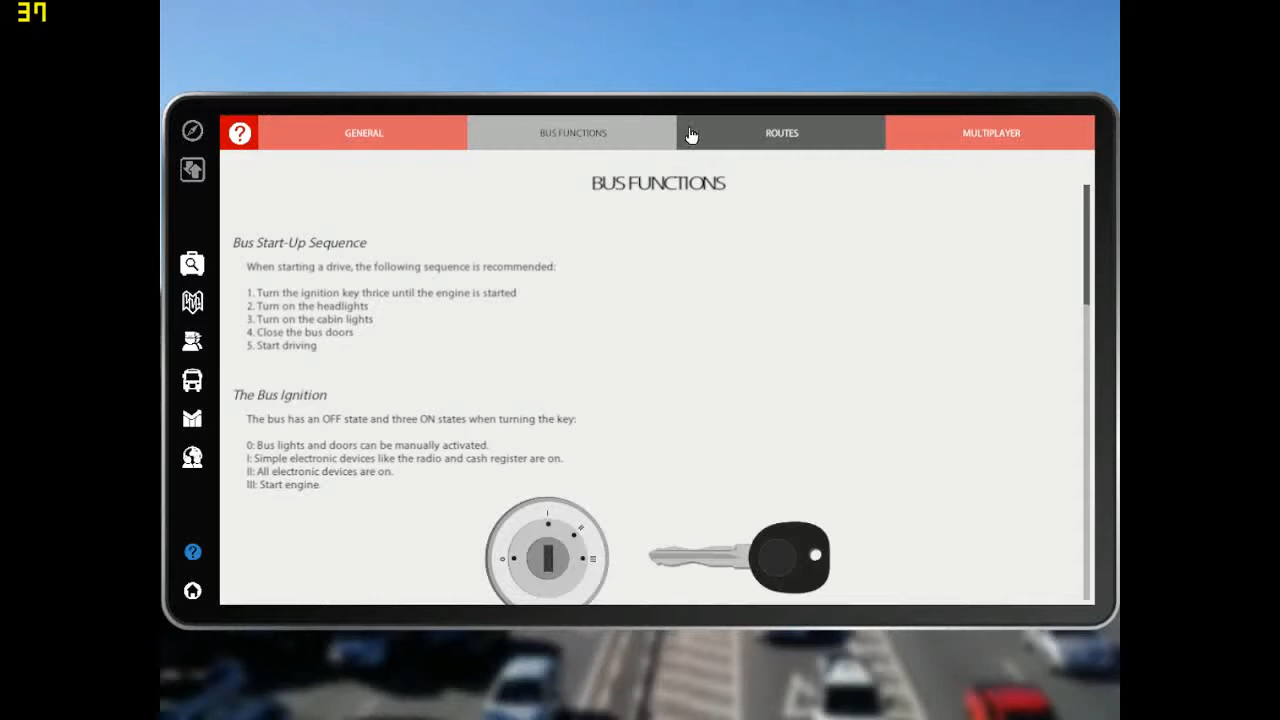 37
? GENERAL BUS FUNCTIONS ROUTES MULTIPLAYER
BUS FUNCTIONS
Bus Start-Up Sequence
When starting a drive, the following sequence is recommended:
1. Turn the ignition key thrice until the engine is started
2. Turn on the headlights
3. Turn on the cabin lights
4. Close the bus doors
5. Start driving
The Bus Ignition
The bus has an OFF state and three ON states when turning the key:
0: Bus lights and doors can be manually activated.
I: Simple electronic devices like the radio and cash register are on.
II: All electronic devices are on.
III: Start engine.
I
II
0 III
?